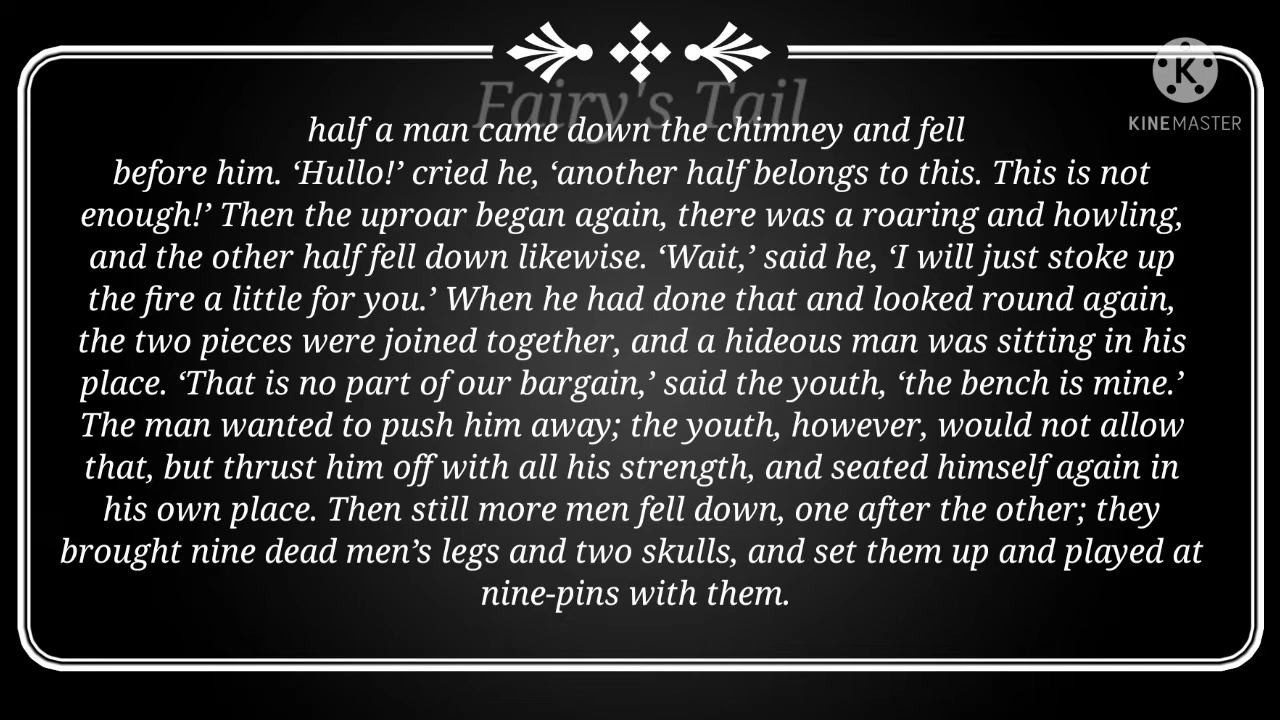 Fairy's Tail
K
KINEMASTER
half a man came down the chimney and fell
before him. ‘Hullo!’ cried he, ‘another half belongs to this. This is not
enough!’ Then the uproar began again, there was a roaring and howling,
and the other half fell down likewise. ‘Wait,’ said he, ‘I will just stoke up
the fire a little for you.’ When he had done that and looked round again,
the two pieces were joined together, and a hideous man was sitting in his
place. ‘That is no part of our bargain,’ said the youth, ‘the bench is mine.’
The man wanted to push him away; the youth, however, would not allow
that, but thrust him off with all his strength, and seated himself again in
his own place. Then still more men fell down, one after the other; they
brought nine dead men’s legs and two skulls, and set them up and played at
nine-pins with them.